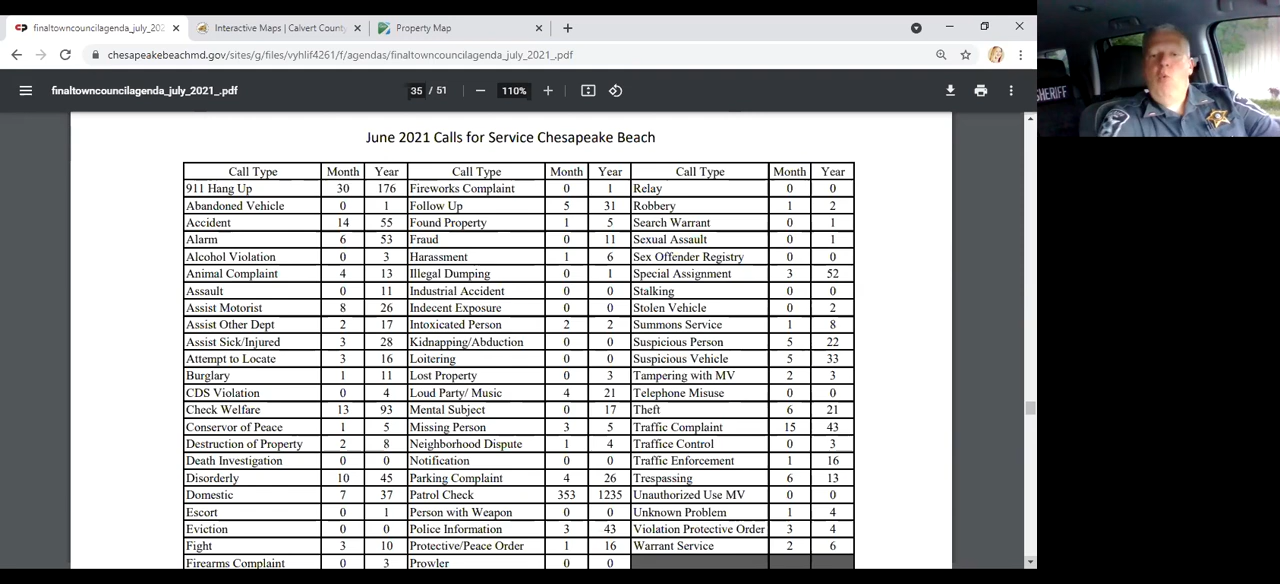 finaltowncouncilagenda_july_202
Interactive Maps | Calvert County
Property Map
chesapeakebeachmd.gov/sites/g/files/vyhlif4261/f/agendas/finaltowncouncilagenda_july_2021_.pdf
finaltowncouncilagenda_july_2021_.pdf
35 / 51
110%
SHERIFF
June 2021 Calls for Service Chesapeake Beach
Call Type Month Year Call Type Month Year Call Type Month Year
911 Hang Up 30 176 Fireworks Complaint 0 1 Relay 0 0
Abandoned Vehicle 0 1 Follow Up 5 31 Robbery 1 2
Accident 14 55 Found Property 1 5 Search Warrant 0 1
Alarm 6 53 Fraud 0 11 Sexual Assault 0 1
Alcohol Violation 0 3 Harassment 1 6 Sex Offender Registry 0 0
Animal Complaint 4 13 Illegal Dumping 0 1 Special Assignment 3 52
Assault 0 11 Industrial Accident 0 0 Stalking 0 0
Assist Motorist 8 26 Indecent Exposure 0 0 Stolen Vehicle 0 2
Assist Other Dept 2 17 Intoxicated Person 2 2 Summons Service 1 8
Assist Sick/Injured 3 28 Kidnapping/Abduction 0 0 Suspicious Person 5 22
Attempt to Locate 3 16 Loitering 0 0 Suspicious Vehicle 5 33
Burglary 1 11 Lost Property 0 3 Tampering with MV 2 3
CDS Violation 0 4 Loud Party/ Music 4 21 Telephone Misuse 0 0
Check Welfare 13 93 Mental Subject 0 17 Theft 6 21
Conservor of Peace 1 5 Missing Person 3 5 Traffic Complaint 15 43
Destruction of Property 2 8 Neighborhood Dispute 1 4 Traffice Control 0 3
Death Investigation 0 0 Notification 0 0 Traffic Enforcement 1 16
Disorderly 10 45 Parking Complaint 4 26 Trespassing 6 13
Domestic 7 37 Patrol Check 353 1235 Unauthorized Use MV 0 0
Escort 0 1 Person with Weapon 0 0 Unknown Problem 1 4
Eviction 0 0 Police Information 3 43 Violation Protective Order 3 4
Fight 3 10 Protective/Peace Order 1 16 Warrant Service 2 6
Firearms Complaint 0 3 Prowler 0 0